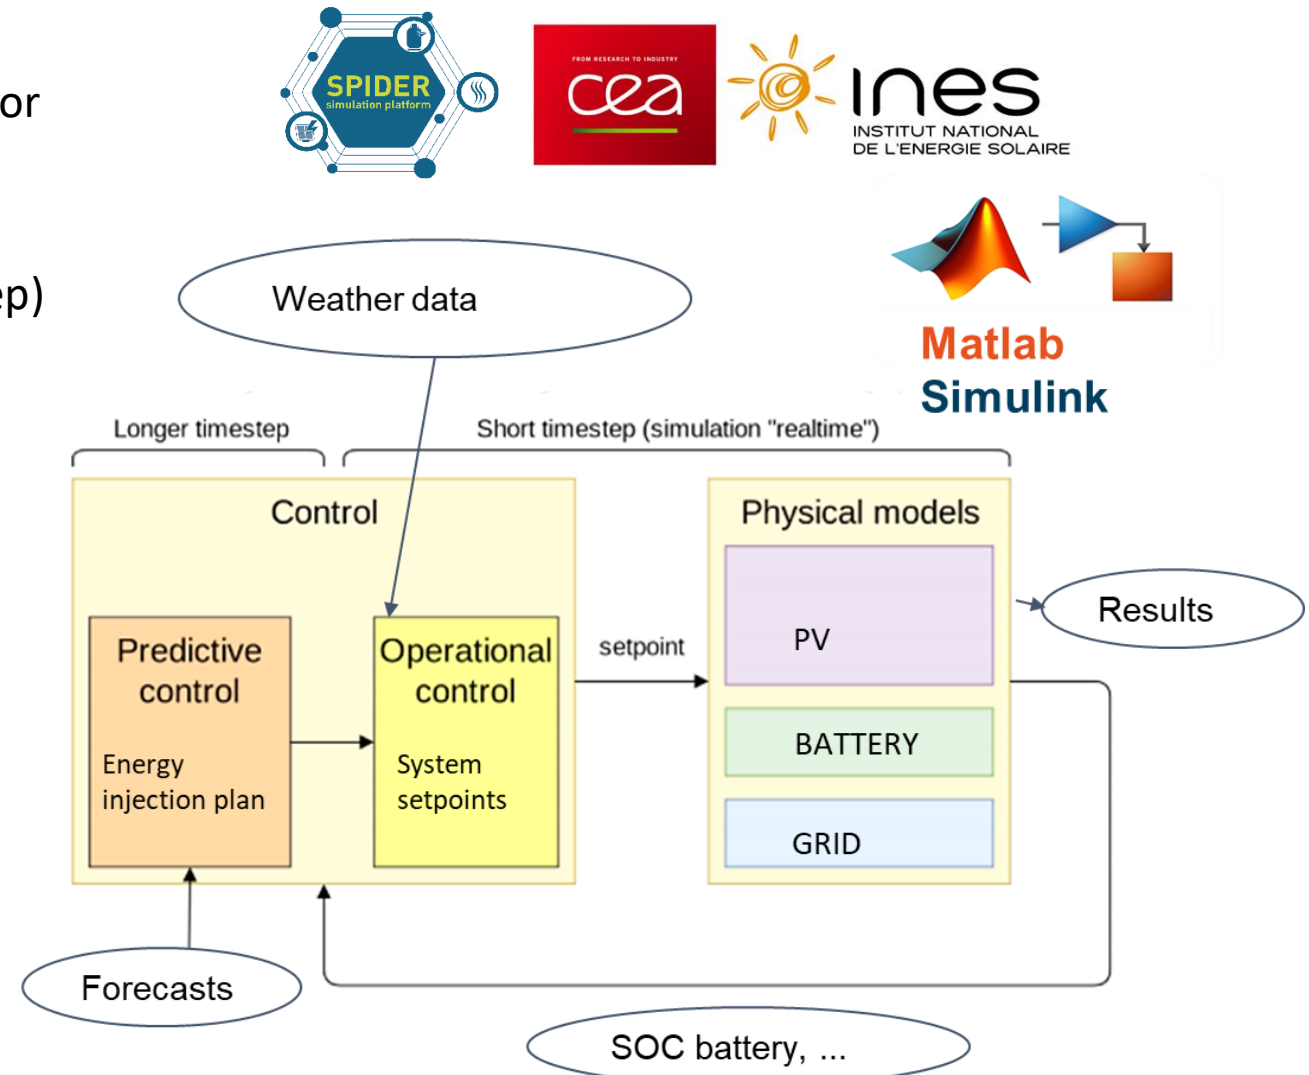 or
ep)
SPIDER
simulation platform
FROM RESEARCH TO INDUSTRY
cea
ines
INSTITUT NATIONAL
DE L'ENERGIE SOLAIRE
Matlab
Simulink
Weather data
Longer timestep
Short timestep (simulation "realtime")
Control
Predictive
control
Energy
injection plan
Operational
control
System
setpoints
setpoint
Physical models
PV
BATTERY
GRID
Results
Forecasts
SOC battery, ...